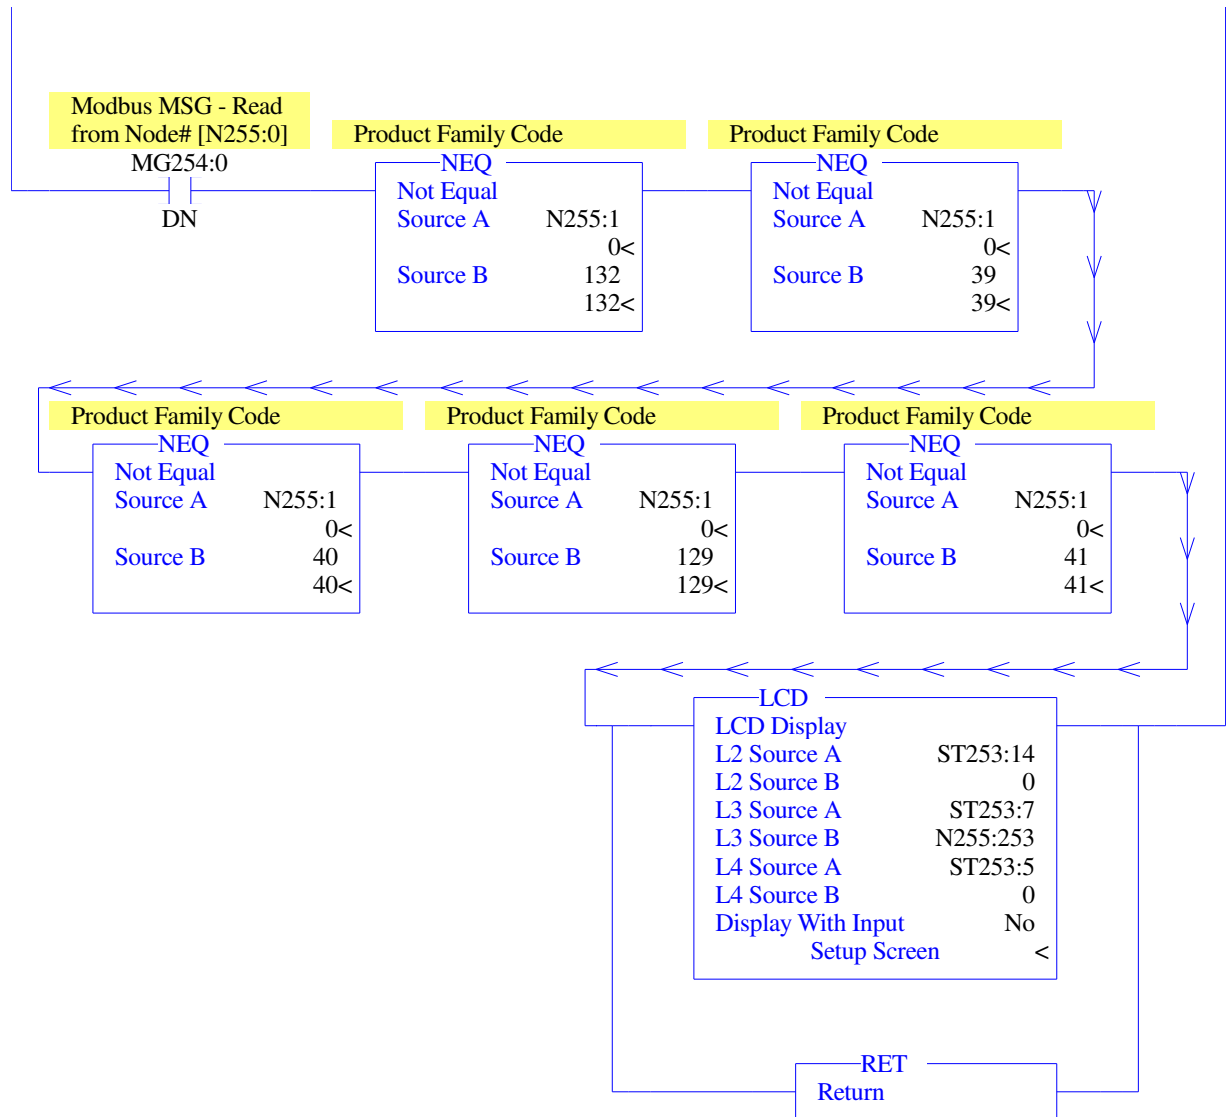 Modbus MSG - Read
from Node# [N255:0]
MG254:0
DN
Product Family Code
NEQ
Not Equal
Source A N255:1
0<
Source B 132
132<
Product Family Code
NEQ
Not Equal
Source A N255:1
0<
Source B 39
39<
Product Family Code
NEQ
Not Equal
Source A N255:1
0<
Source B 40
40<
Product Family Code
NEQ
Not Equal
Source A N255:1
0<
Source B 129
129<
Product Family Code
NEQ
Not Equal
Source A N255:1
0<
Source B 41
41<
LCD
LCD Display
L2 Source A ST253:14
L2 Source B 0
L3 Source A ST253:7
L3 Source B N255:253
L4 Source A ST253:5
L4 Source B 0
Display With Input No
Setup Screen <
RET
Return